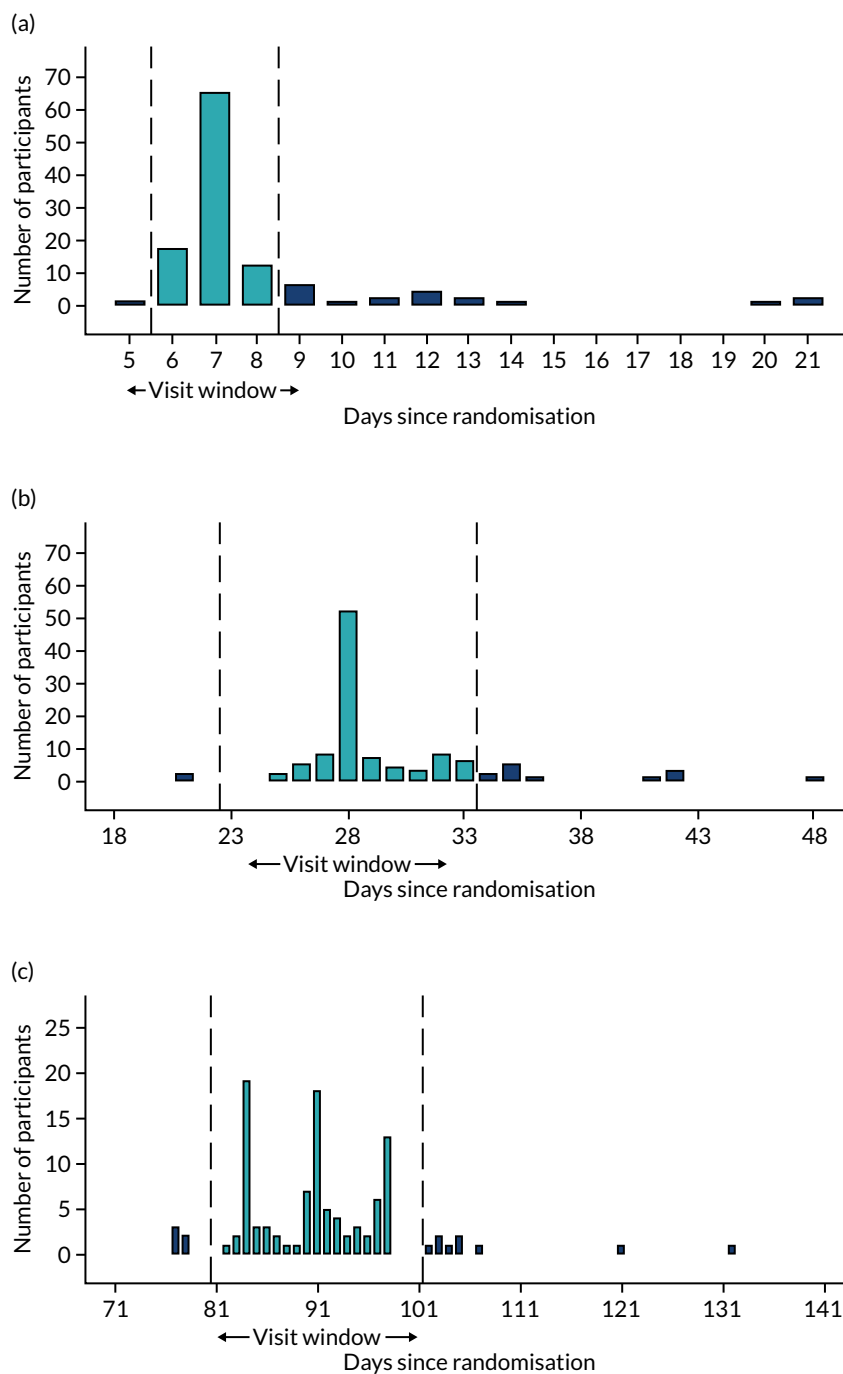 (a)
Number of participants
70
60
50
40
30
20
10
0
5 6 7 8 9 10 11 12 13 14 15 16 17 18 19 20 21
Visit window
Days since randomisation
(b)
Number of participants
70
60
50
40
30
20
10
0
18 23 28 33 38 43 48
Visit window
Days since randomisation
(c)
Number of participants
25
20
15
10
5
0
71 81 91 101 111 121 131 141
Visit window
Days since randomisation